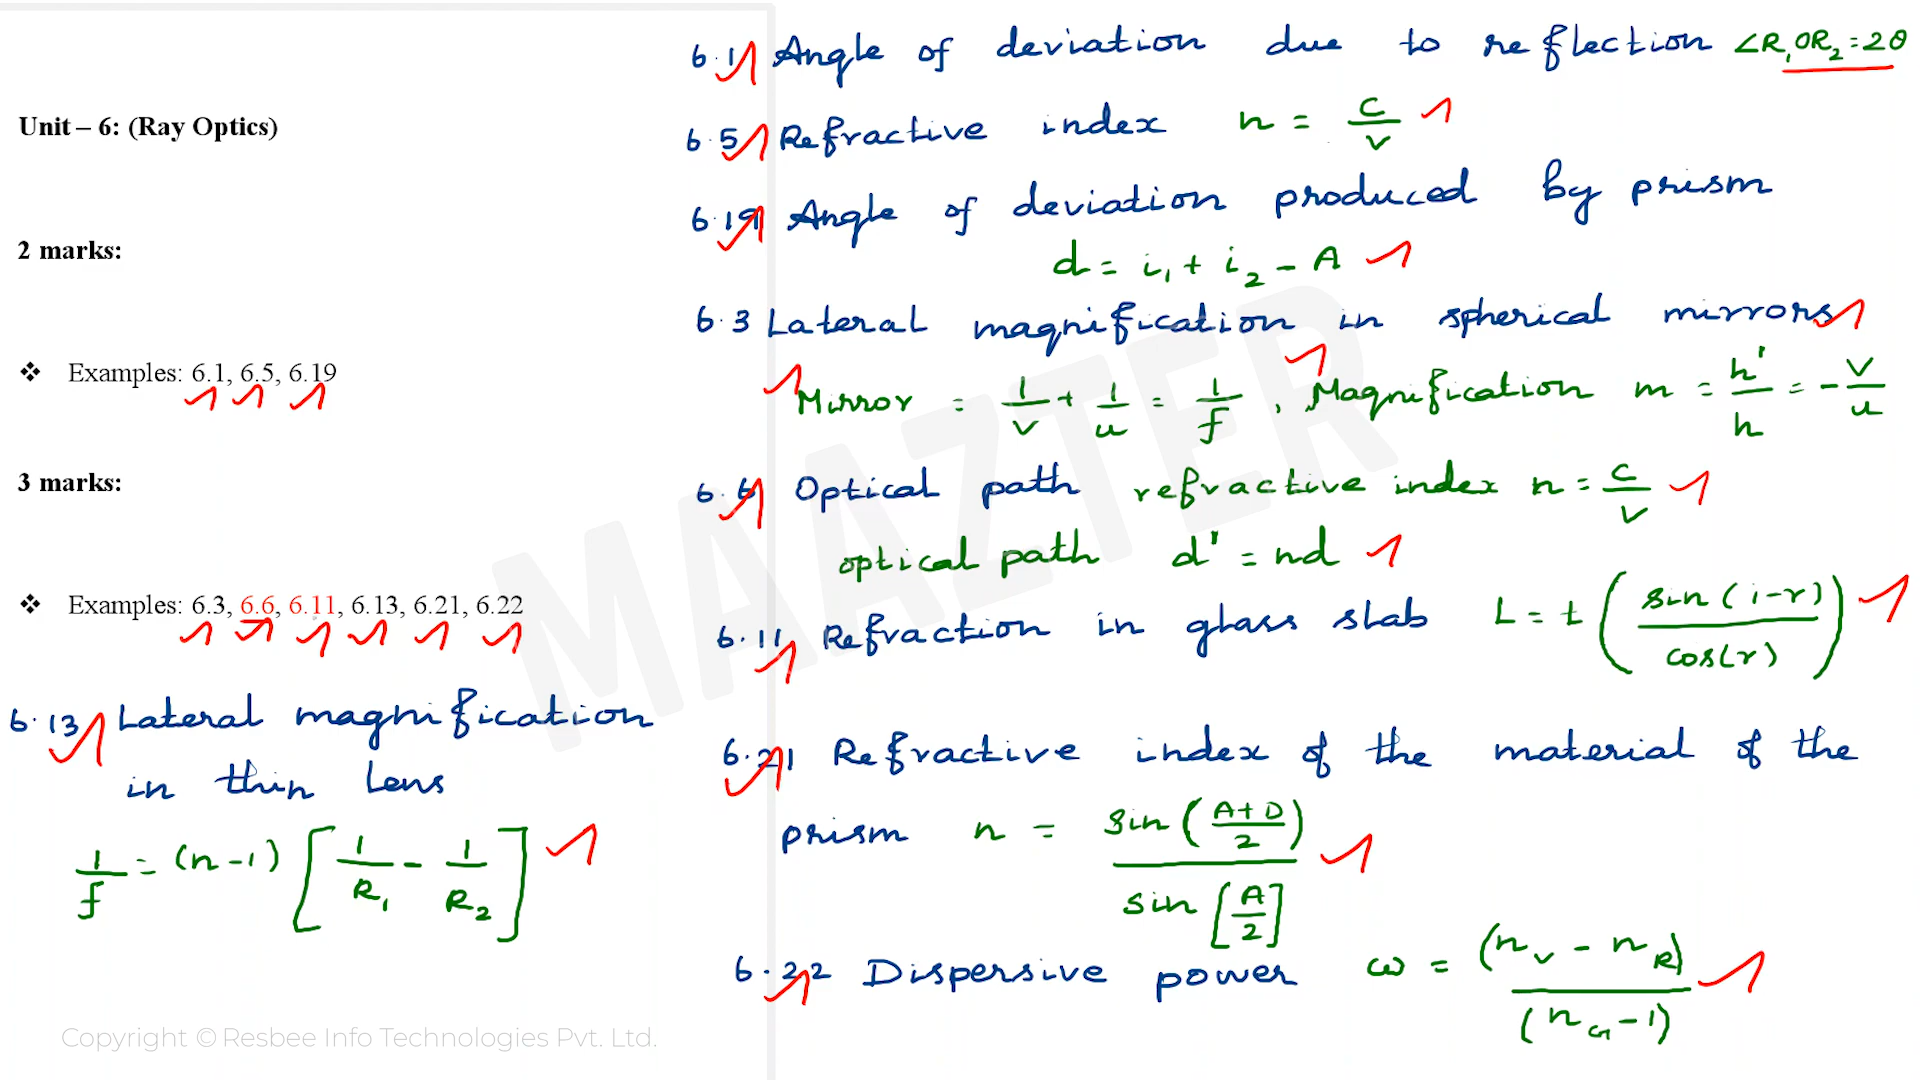 Unit – 6: (Ray Optics)
2 marks:
❖ Examples: 6.1, 6.5, 6.19
3 marks:
❖ Examples: 6.3, 6.6, 6.11, 6.13, 6.21, 6.22
6.13 Lateral magnification
in thin lens
1/f = (n-1) [1/R₁ - 1/R₂]
6.1 Angle of deviation due to reflection ∠R₁OR₂ = 2θ
6.5 Refractive index n = c/v
6.19 Angle of deviation produced by prism
d = i₁ + i₂ - A
6.3 Lateral magnification in spherical mirrors
Mirror = 1/v + 1/u = 1/f , Magnification m = h'/h = -v/u
6.6 Optical path refractive index n = c/v
optical path d' = nd
6.11 Refraction in glass slab L = t (sin(i-r)/cos(r))
6.21 Refractive index of the material of the
prism n = sin((A+D)/2) / sin[A/2]
6.22 Dispersive power ω = (nᵥ - n_R) / (n_G - 1)
MAAZTER
Copyright © Resbee Info Technologies Pvt. Ltd.